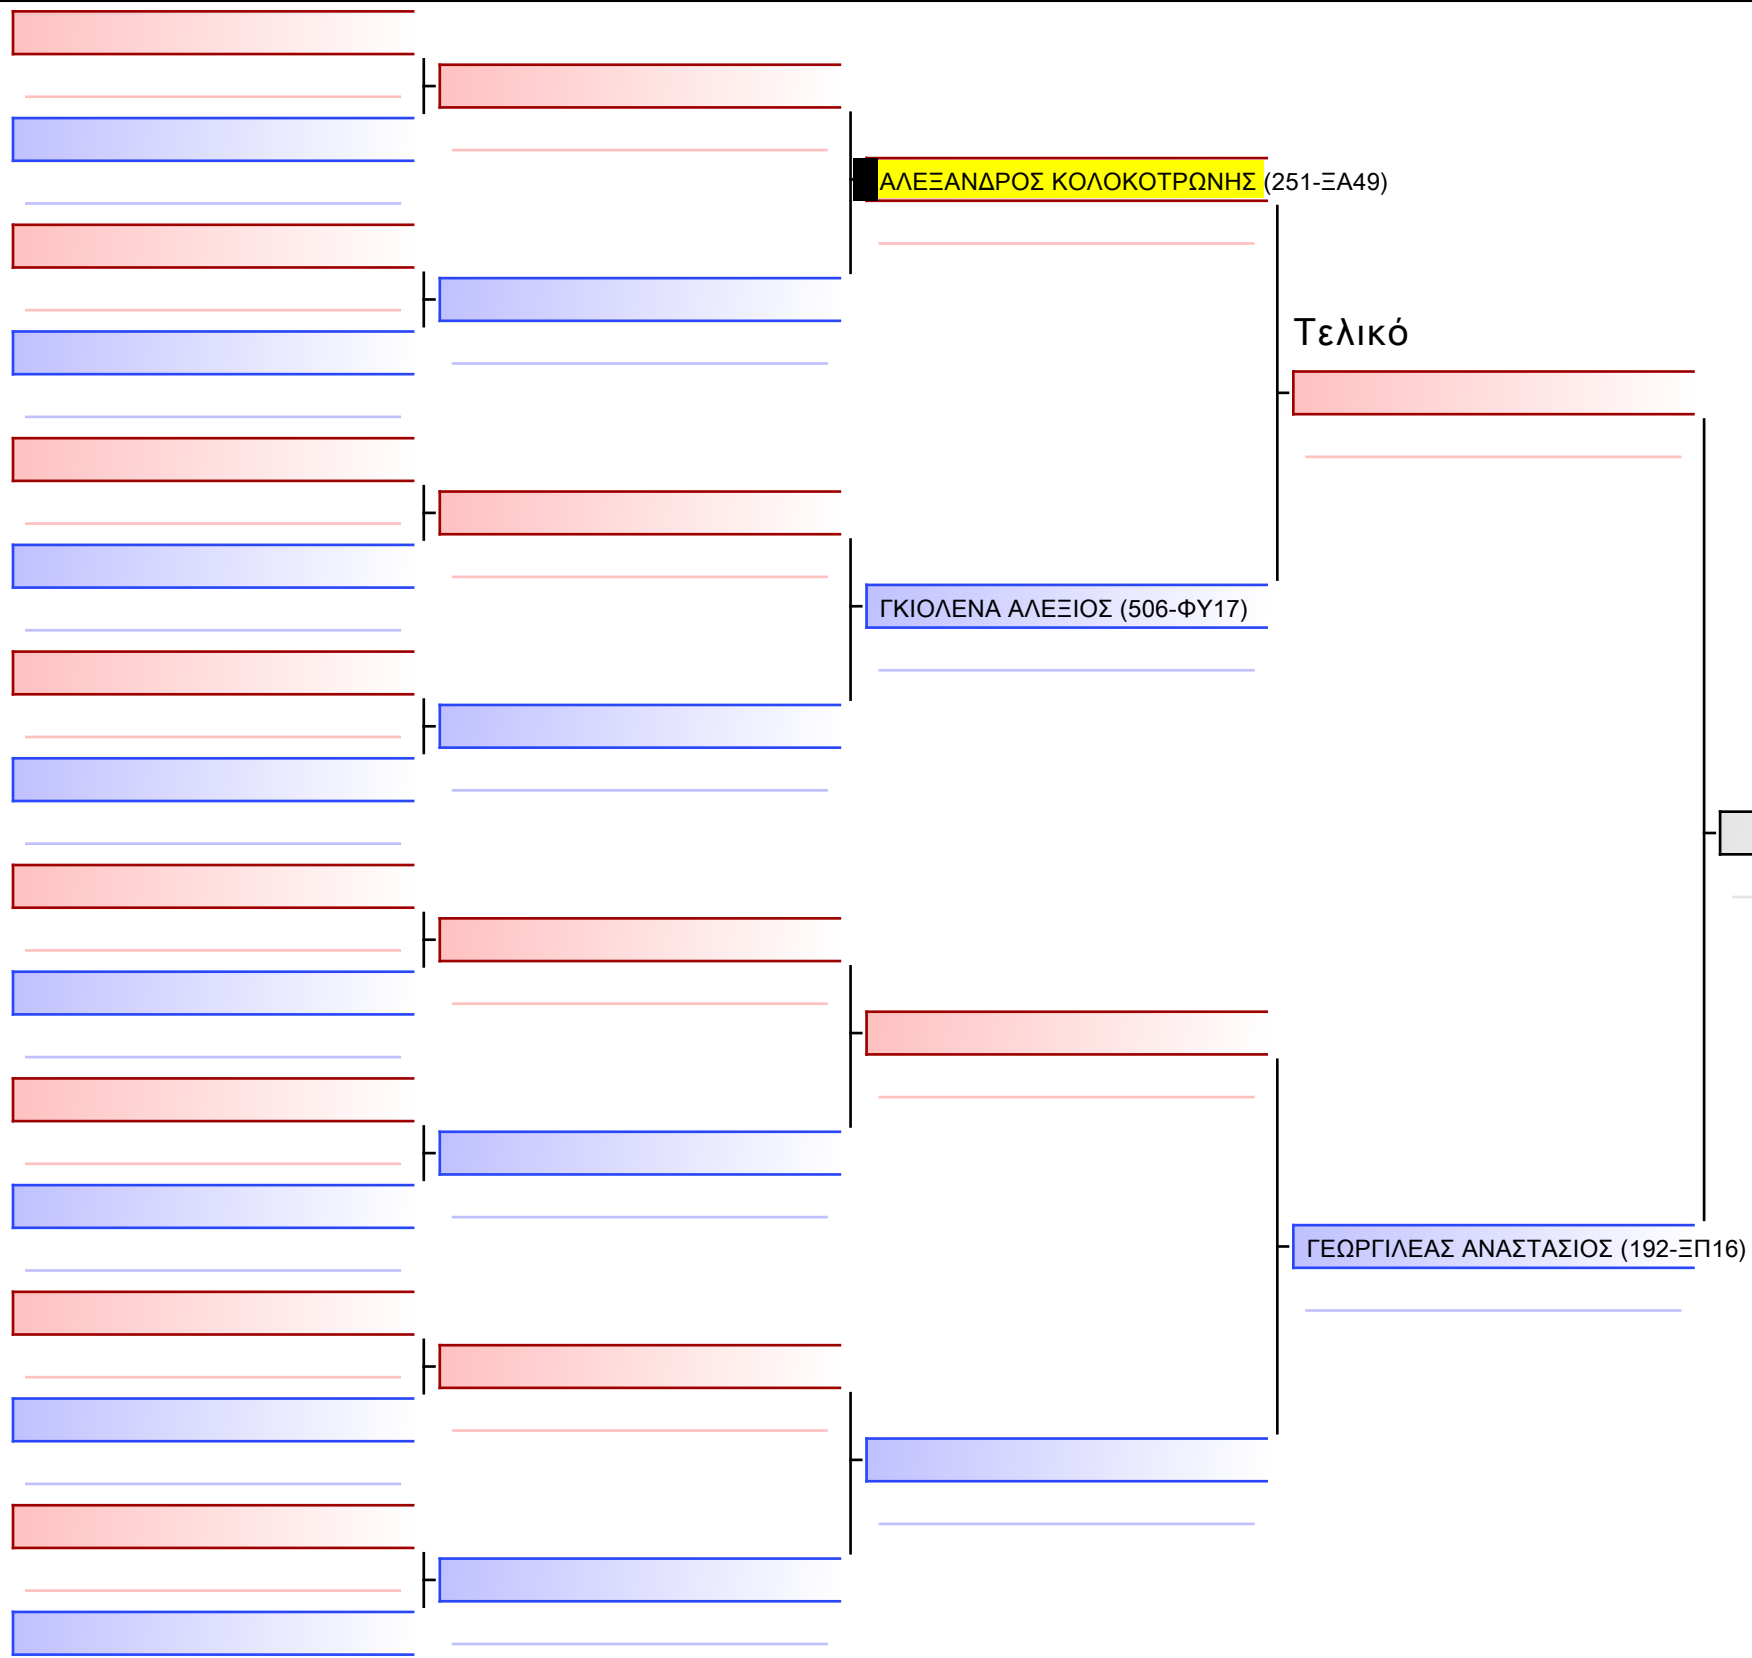 ΑΛΕΞΑΝΔΡΟΣ ΚΟΛΟΚΟΤΡΩΝΗΣ (251-ΞΑ49)
Τελικό
ΓΚΙΟΛΕΝΑ ΑΛΕΞΙΟΣ (506-ΦΥ17)
ΓΕΩΡΓΙΛΕΑΣ ΑΝΑΣΤΑΣΙΟΣ (192-ΞΠ16)